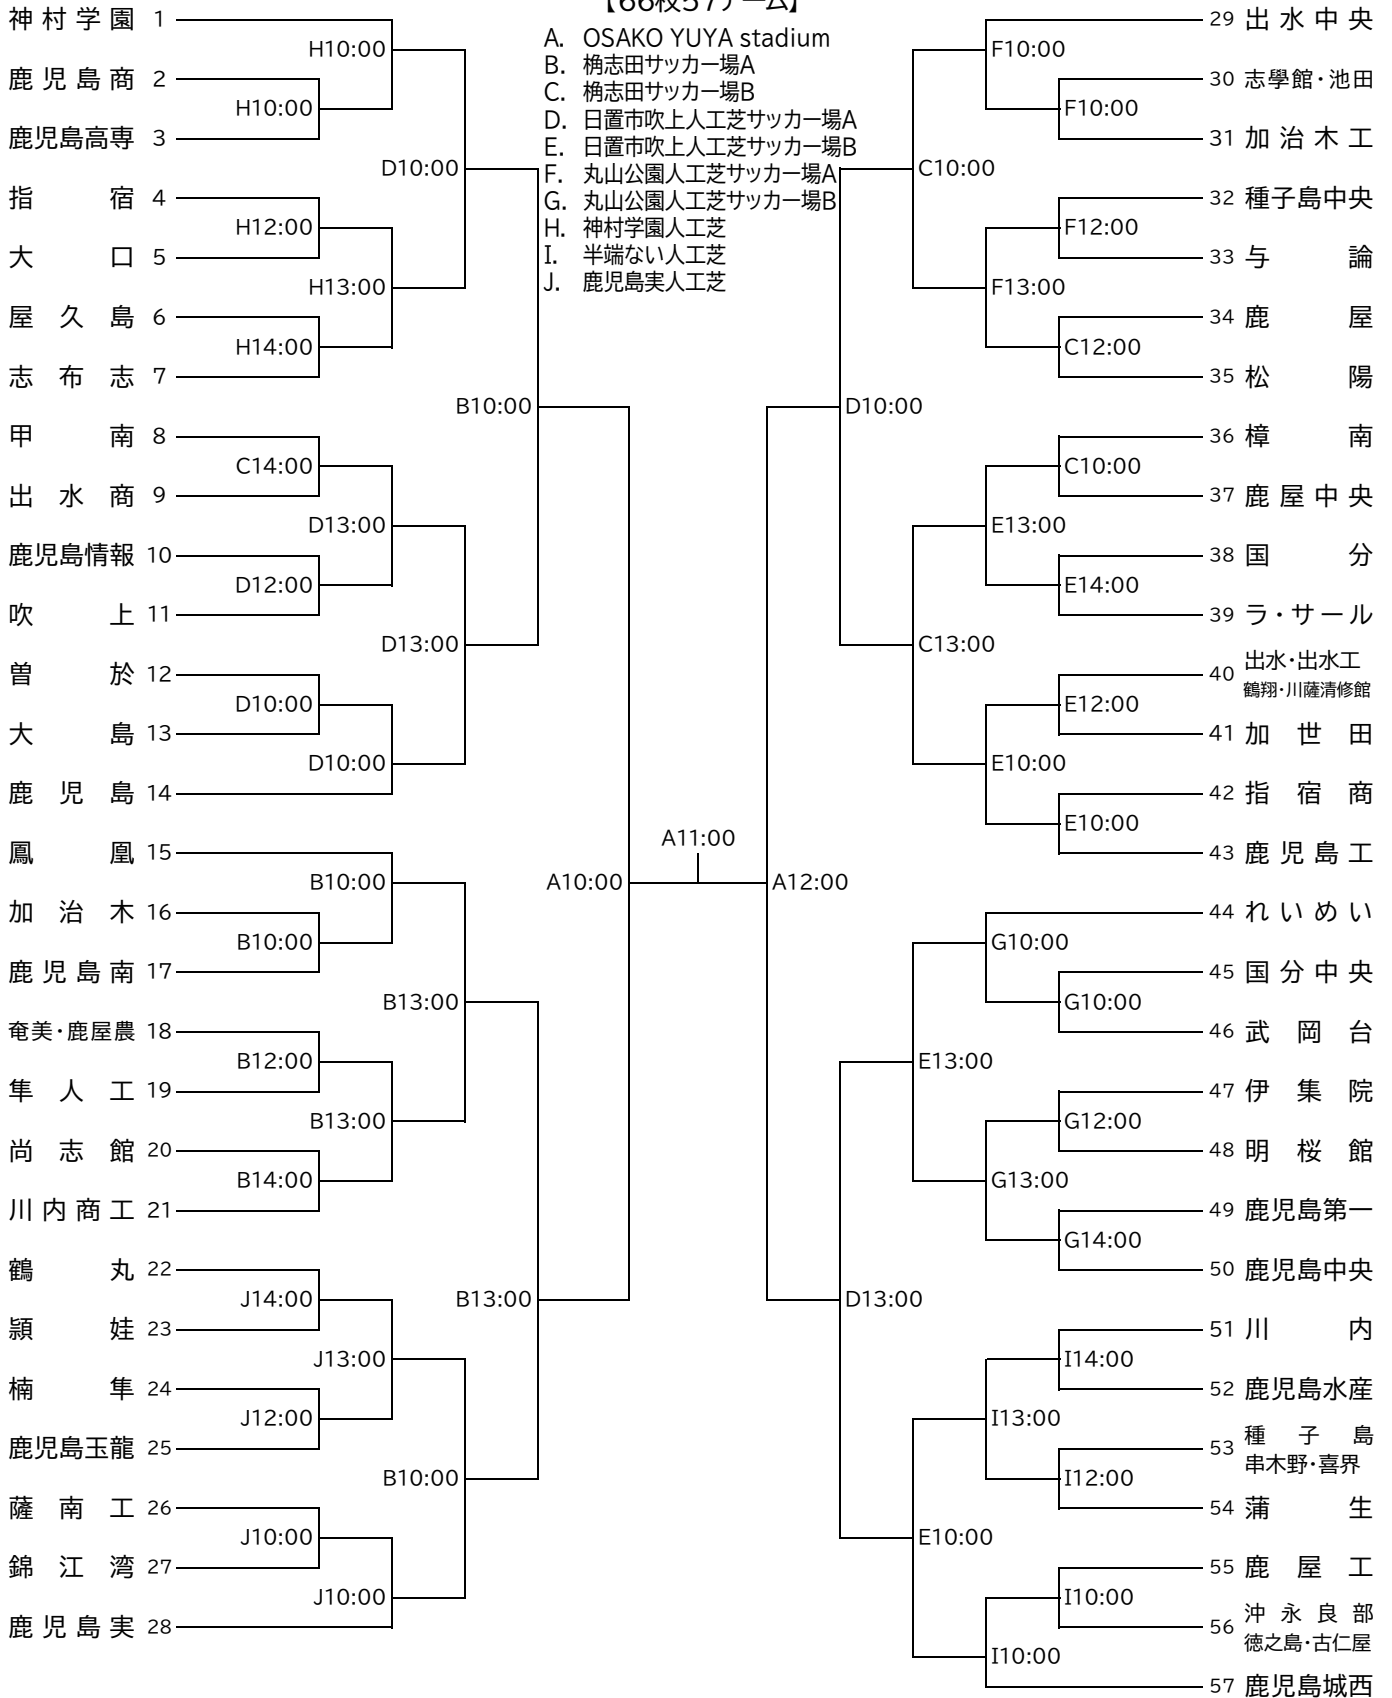 【66校57チーム】
A. OSAKO YUYA stadium
B. 桷志田サッカー場A
C. 桷志田サッカー場B
D. 日置市吹上人工芝サッカー場A
E. 日置市吹上人工芝サッカー場B
F. 丸山公園人工芝サッカー場A
G. 丸山公園人工芝サッカー場B
H. 神村学園人工芝
I. 半端ない人工芝
J. 鹿児島実人工芝
神村学園 1
H10:00
鹿児島商 2
H10:00
鹿児島高専 3
D10:00
指宿 4
H12:00
大口 5
H13:00
屋久島 6
H14:00
志布志 7
B10:00
甲南 8
C14:00
出水商 9
D13:00
鹿児島情報 10
D12:00
吹上 11
D13:00
曽於 12
D10:00
大島 13
D10:00
鹿児島 14
鳳凰 15
B10:00
加治木 16
B10:00
鹿児島南 17
B13:00
奄美・鹿屋農 18
B12:00
隼人工 19
B13:00
尚志館 20
B14:00
川内商工 21
鶴丸 22
J14:00
B13:00
頴娃 23
J13:00
楠隼 24
J12:00
鹿児島玉龍 25
B10:00
薩南工 26
J10:00
錦江湾 27
J10:00
鹿児島実 28
A10:00
A11:00
A12:00
29 出水中央
F10:00
30 志學館・池田
F10:00
31 加治木工
C10:00
32 種子島中央
F12:00
33 与論
F13:00
34 鹿屋
C12:00
35 松陽
D10:00
36 樟南
C10:00
37 鹿屋中央
E13:00
38 国分
E14:00
39 ラ・サール
C13:00
40 出水・出水工
鶴翔・川薩清修館
E12:00
41 加世田
E10:00
42 指宿商
E10:00
43 鹿児島工
44 れいめい
G10:00
45 国分中央
G10:00
46 武岡台
E13:00
47 伊集院
G12:00
48 明桜館
G13:00
49 鹿児島第一
G14:00
50 鹿児島中央
D13:00
51 川内
I14:00
52 鹿児島水産
I13:00
53 種子島
串木野・喜界
I12:00
54 蒲生
E10:00
55 鹿屋工
I10:00
56 沖永良部
徳之島・古仁屋
I10:00
57 鹿児島城西